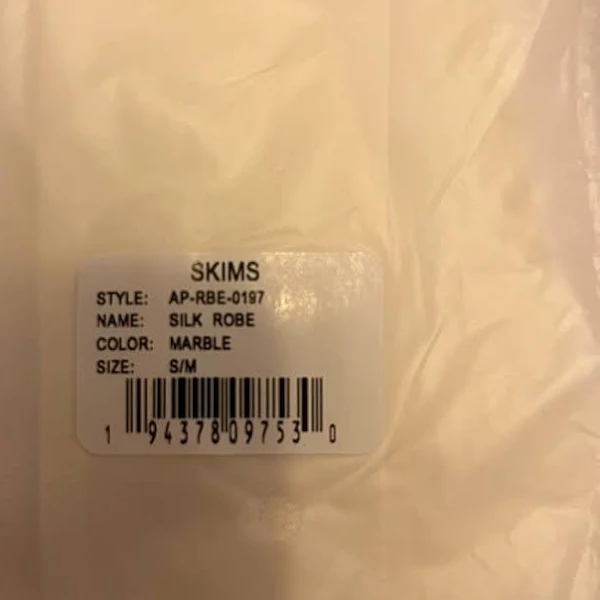 SKIMS
STYLE: AP-RBE-0197
NAME: SILK ROBE
COLOR: MARBLE
SIZE: S/M
1 94378 09753 0